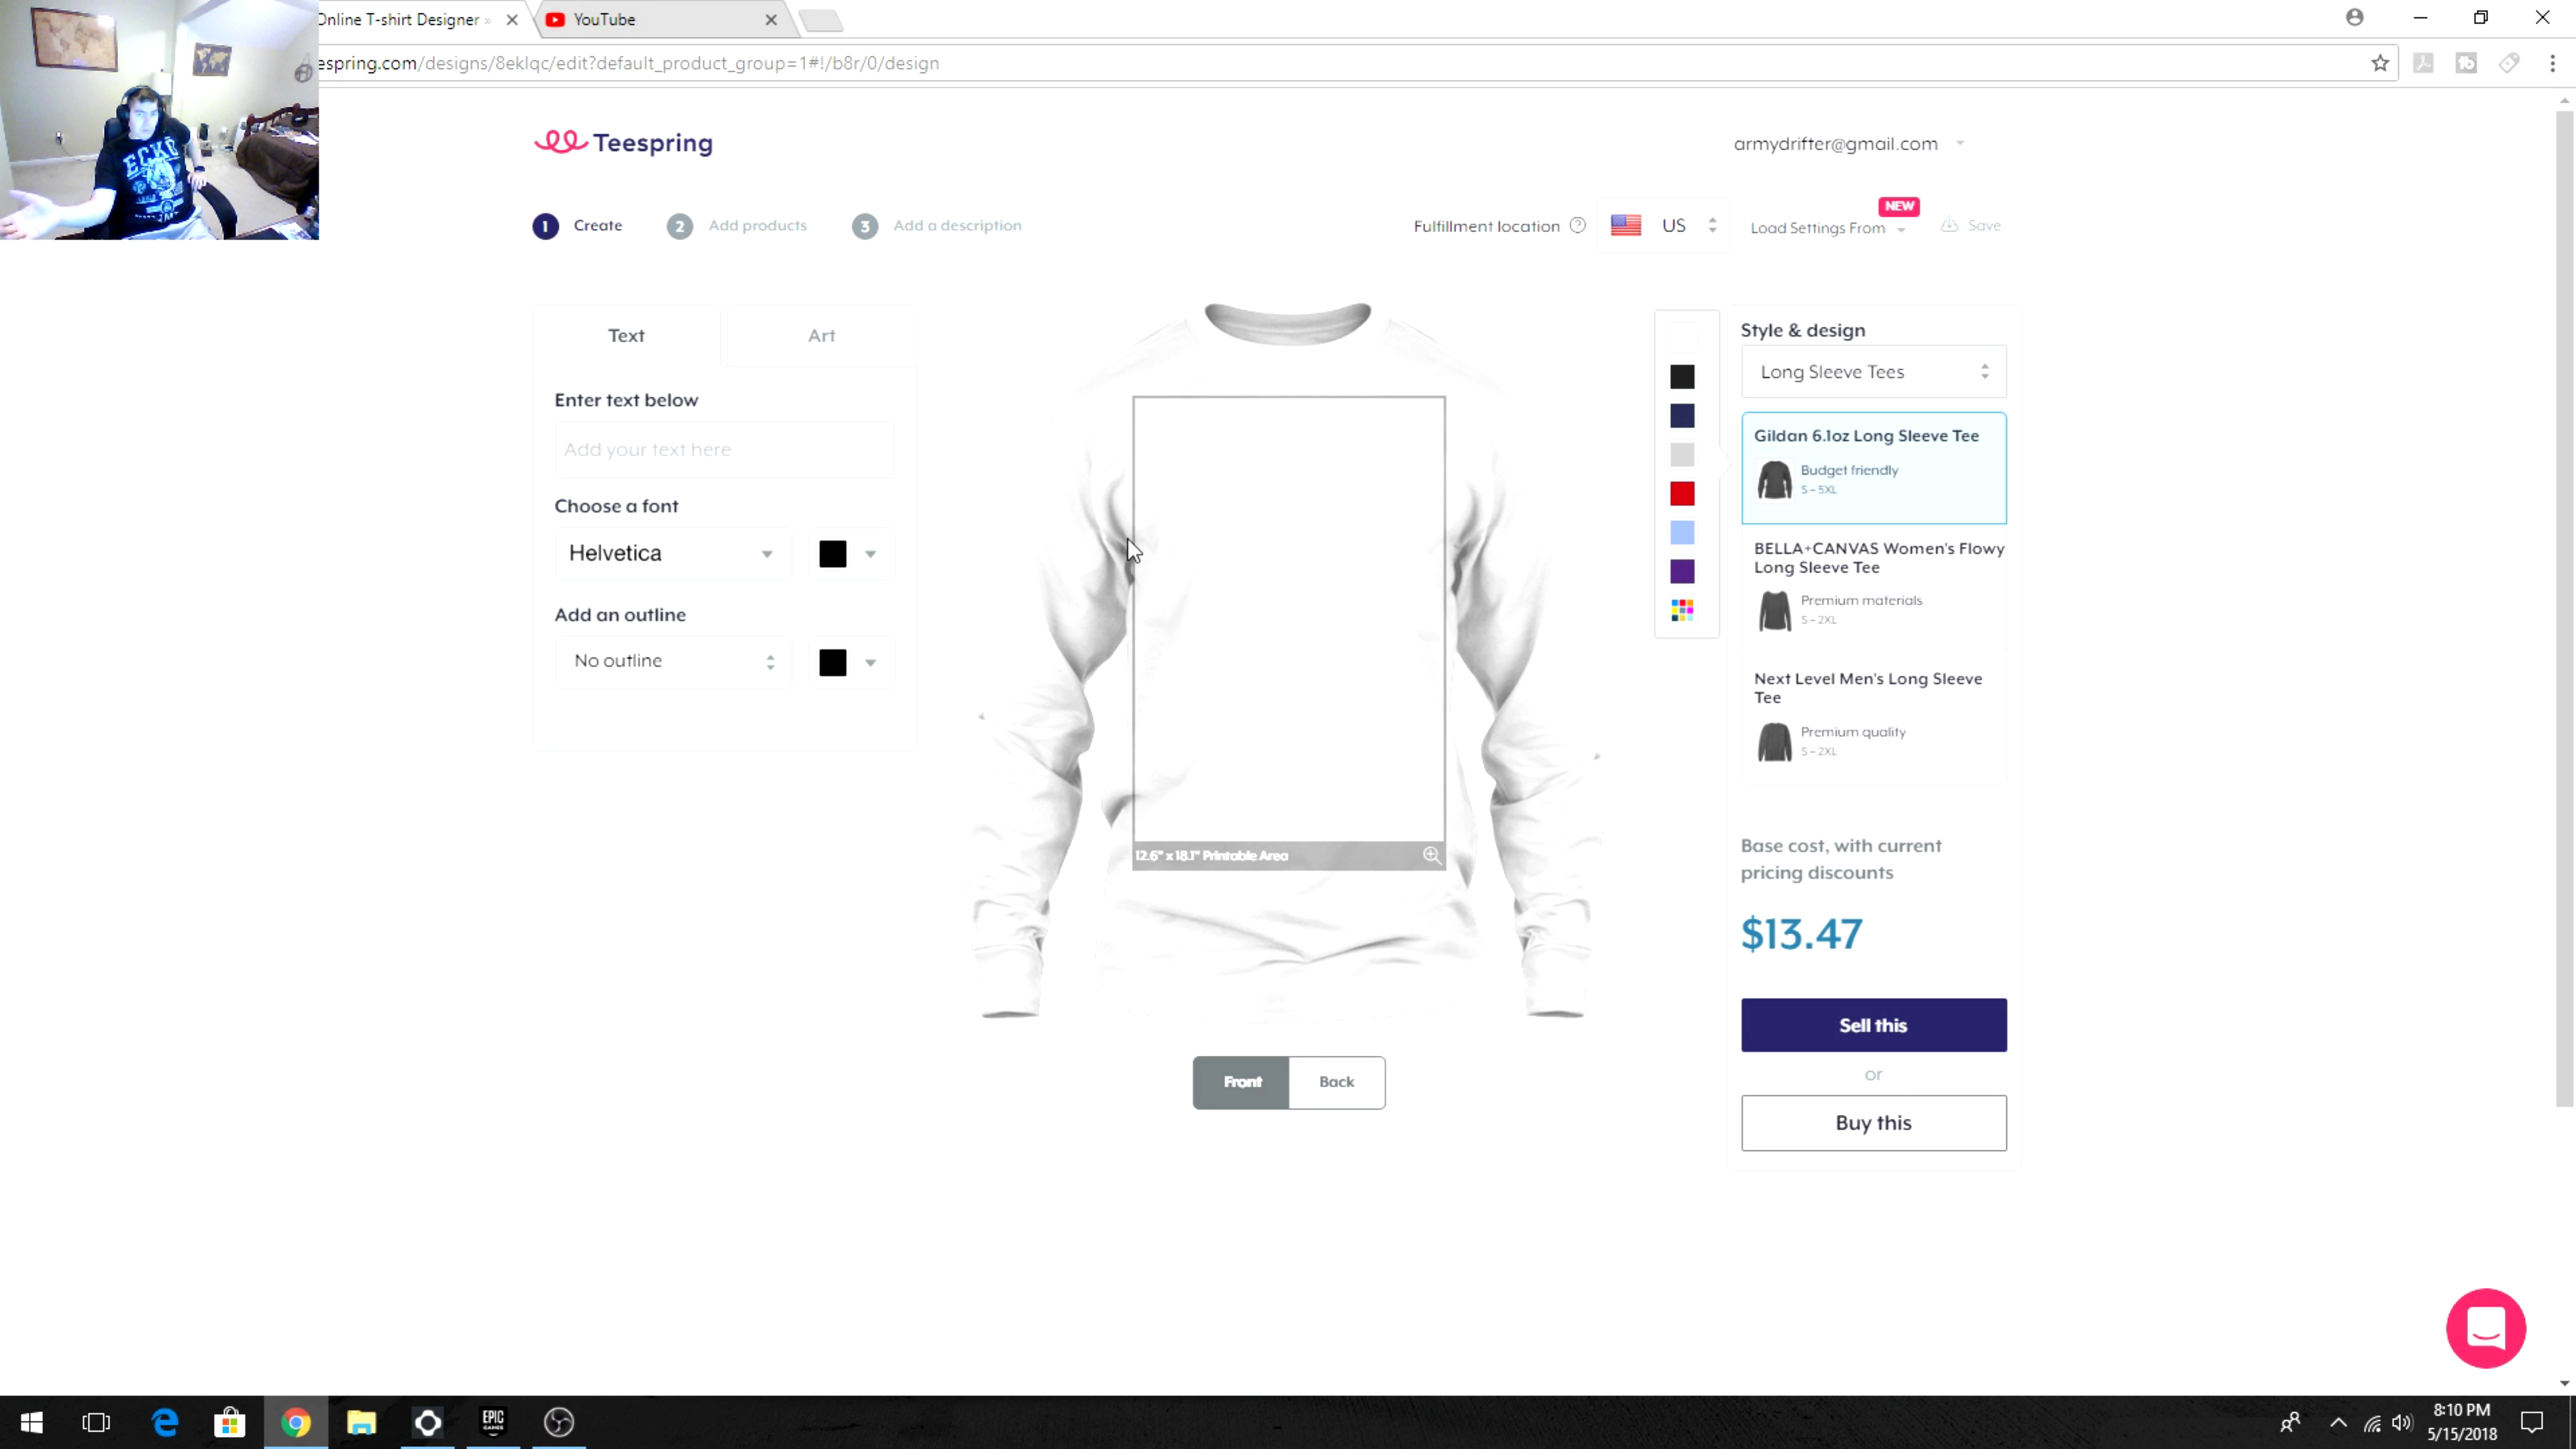 Online T-shirt Designer
YouTube
espring.com/designs/8eklqc/edit?default_product_group=1#!/b8r/0/design
ECKO
Teespring
armydrifter@gmail.com
1 Create
2 Add products
3 Add a description
Fulfillment location
US
NEW
Load Settings From
Save
Text
Art
Enter text below
Add your text here
Choose a font
Helvetica
Add an outline
No outline
12.6" x 18.1" Printable Area
Front
Back
Style & design
Long Sleeve Tees
Gildan 6.1oz Long Sleeve Tee
Budget friendly
S – 5XL
BELLA+CANVAS Women's Flowy
Long Sleeve Tee
Premium materials
S – 2XL
Next Level Men's Long Sleeve
Tee
Premium quality
S – 2XL
Base cost, with current
pricing discounts
$13.47
Sell this
or
Buy this
EPIC
GAMES
8:10 PM
5/15/2018